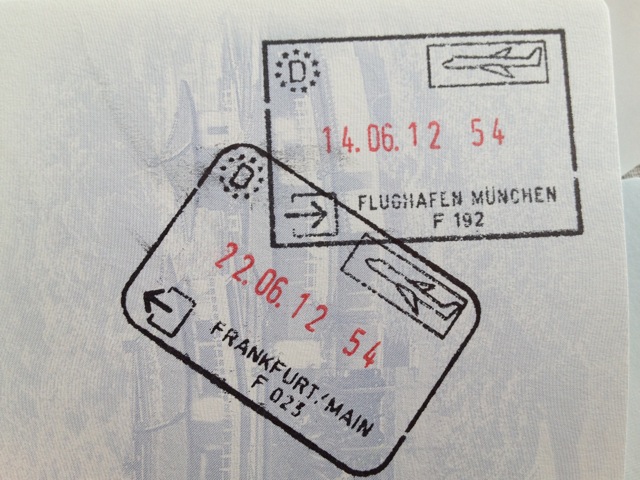 D
14.06.12 54
FLUGHAFEN MÜNCHEN
F 192
D
22.06.12 54
FRANKFURT/MAIN
F 023